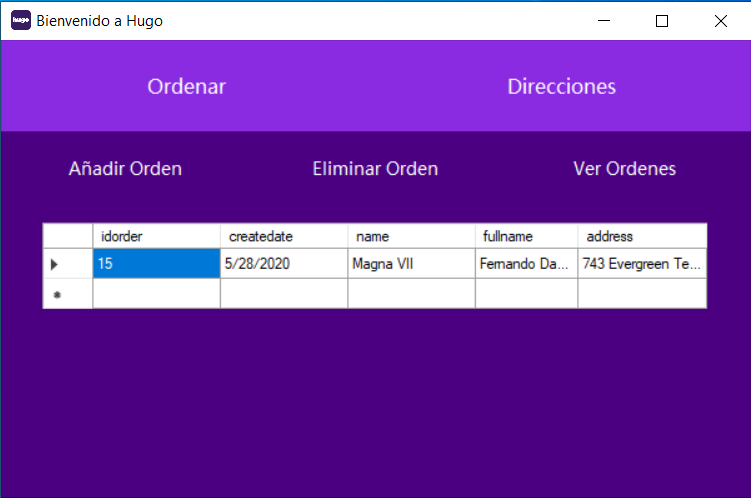 hugo Bienvenido a Hugo
Ordenar Direcciones
Añadir Orden Eliminar Orden Ver Ordenes
idorder createdate name fullname address
15 5/28/2020 Magna VII Fernando Da... 743 Evergreen Te...